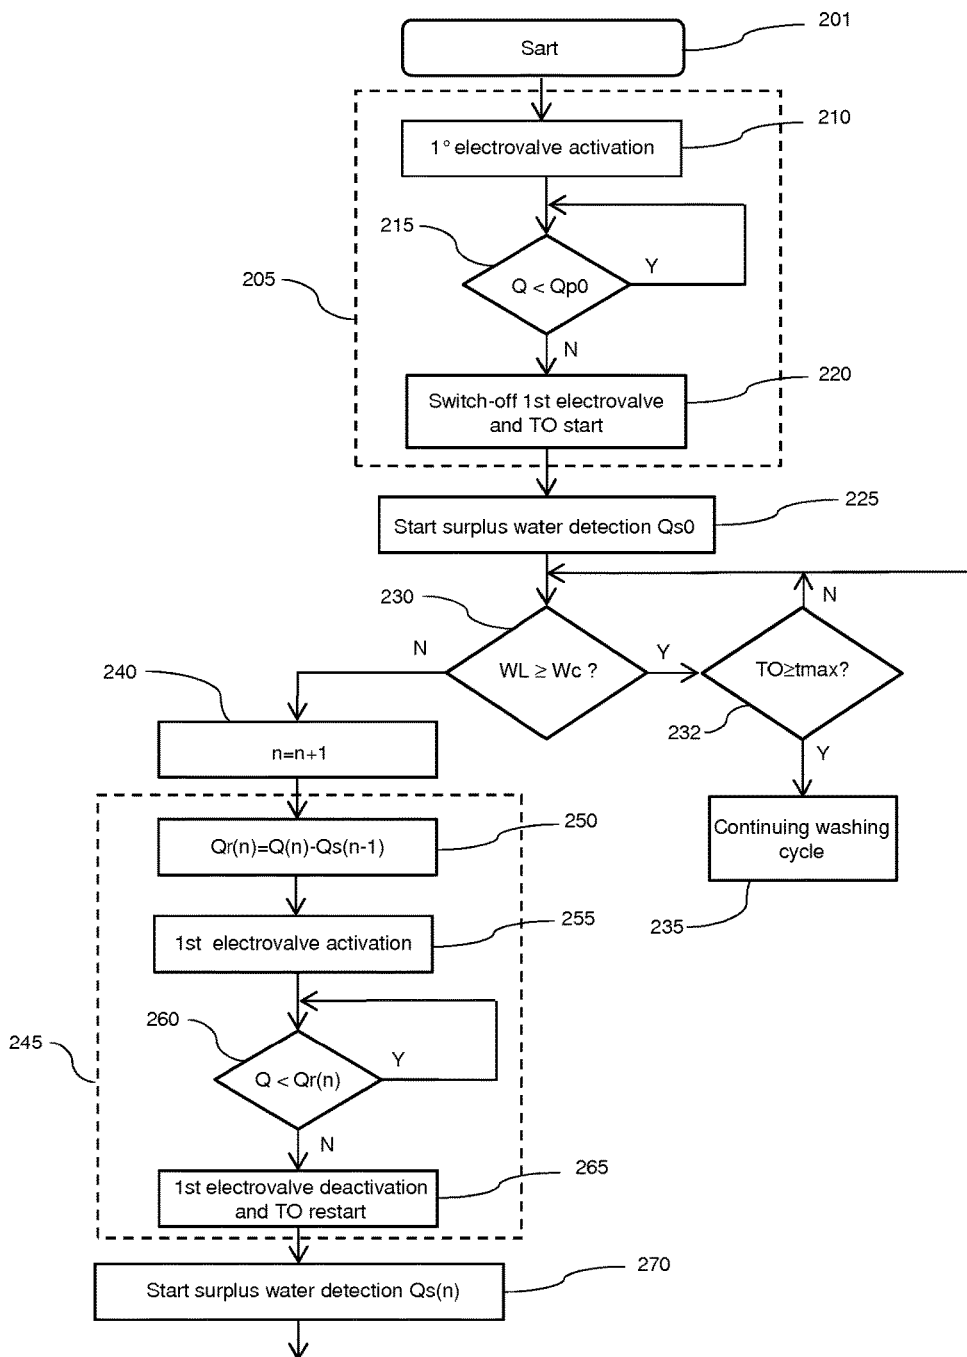 201
Sart
210
1° electrovalve activation
215
Y
205
Q < Qp0
N
220
Switch-off 1st electrovalve
and TO start
225
Start surplus water detection Qs0
230
N
N
Y
WL ≥ Wc ?
TO≥tmax?
240
232
Y
n=n+1
250
Qr(n)=Q(n)-Qs(n-1)
Continuing washing
cycle
255
1st electrovalve activation
235
260
245
Y
Q < Qr(n)
N
265
1st electrovalve deactivation
and TO restart
270
Start surplus water detection Qs(n)